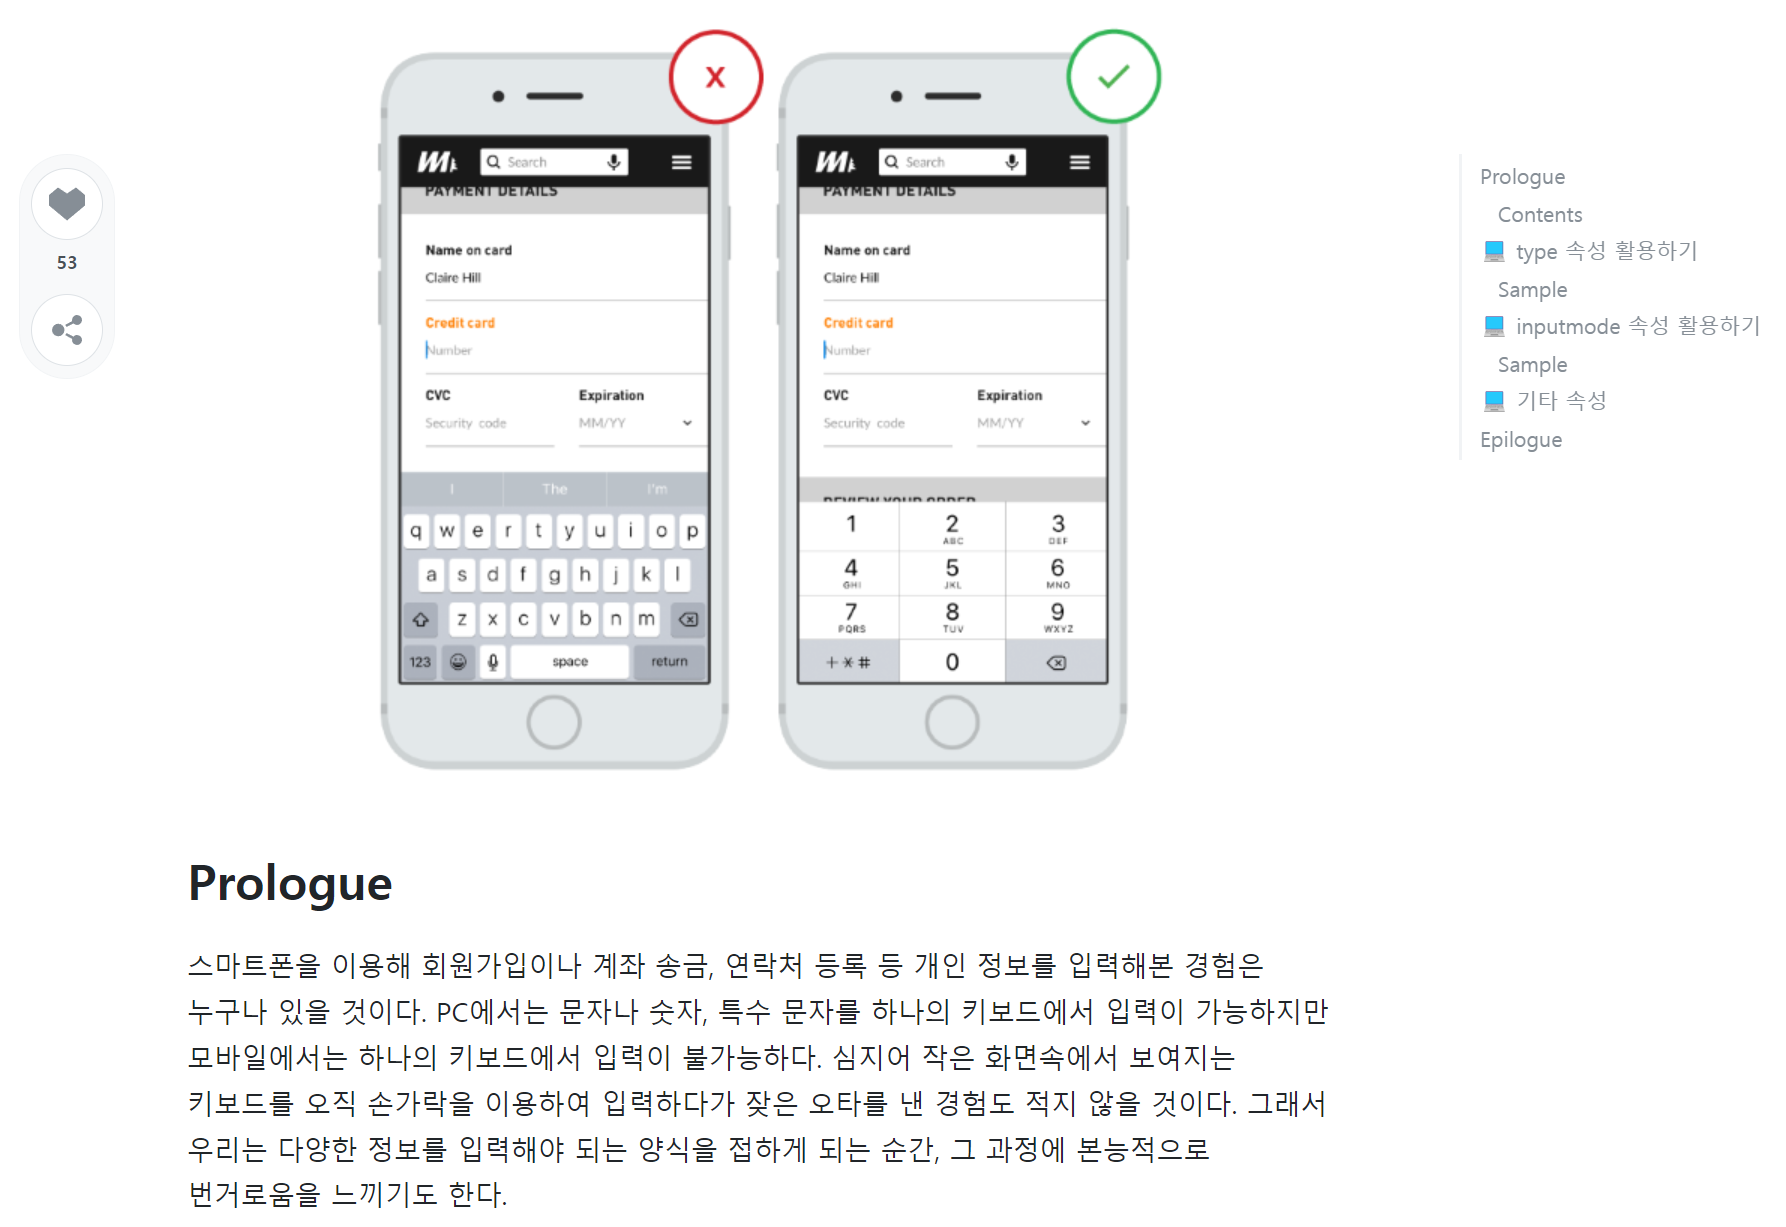 X
Search
PAYMENT DETAILS
Name on card
Claire Hill
Credit card
Number
CVC Expiration
Security code MM/YY
I The I'm
q w e r t y u i o p
a s d f g h j k l
z x c v b n m
123 space return
Search
PAYMENT DETAILS
Name on card
Claire Hill
Credit card
Number
CVC Expiration
Security code MM/YY
REVIEW YOUR ORDER
1 2 3
ABC DEF
4 5 6
GHI JKL MNO
7 8 9
PQRS TUV WXYZ
+*# 0
53
Prologue
Contents
type 속성 활용하기
Sample
inputmode 속성 활용하기
Sample
기타 속성
Epilogue
Prologue
스마트폰을 이용해 회원가입이나 계좌 송금, 연락처 등록 등 개인 정보를 입력해본 경험은
누구나 있을 것이다. PC에서는 문자나 숫자, 특수 문자를 하나의 키보드에서 입력이 가능하지만
모바일에서는 하나의 키보드에서 입력이 불가능하다. 심지어 작은 화면속에서 보여지는
키보드를 오직 손가락을 이용하여 입력하다가 잦은 오타를 낸 경험도 적지 않을 것이다. 그래서
우리는 다양한 정보를 입력해야 되는 양식을 접하게 되는 순간, 그 과정에 본능적으로
번거로움을 느끼기도 한다.